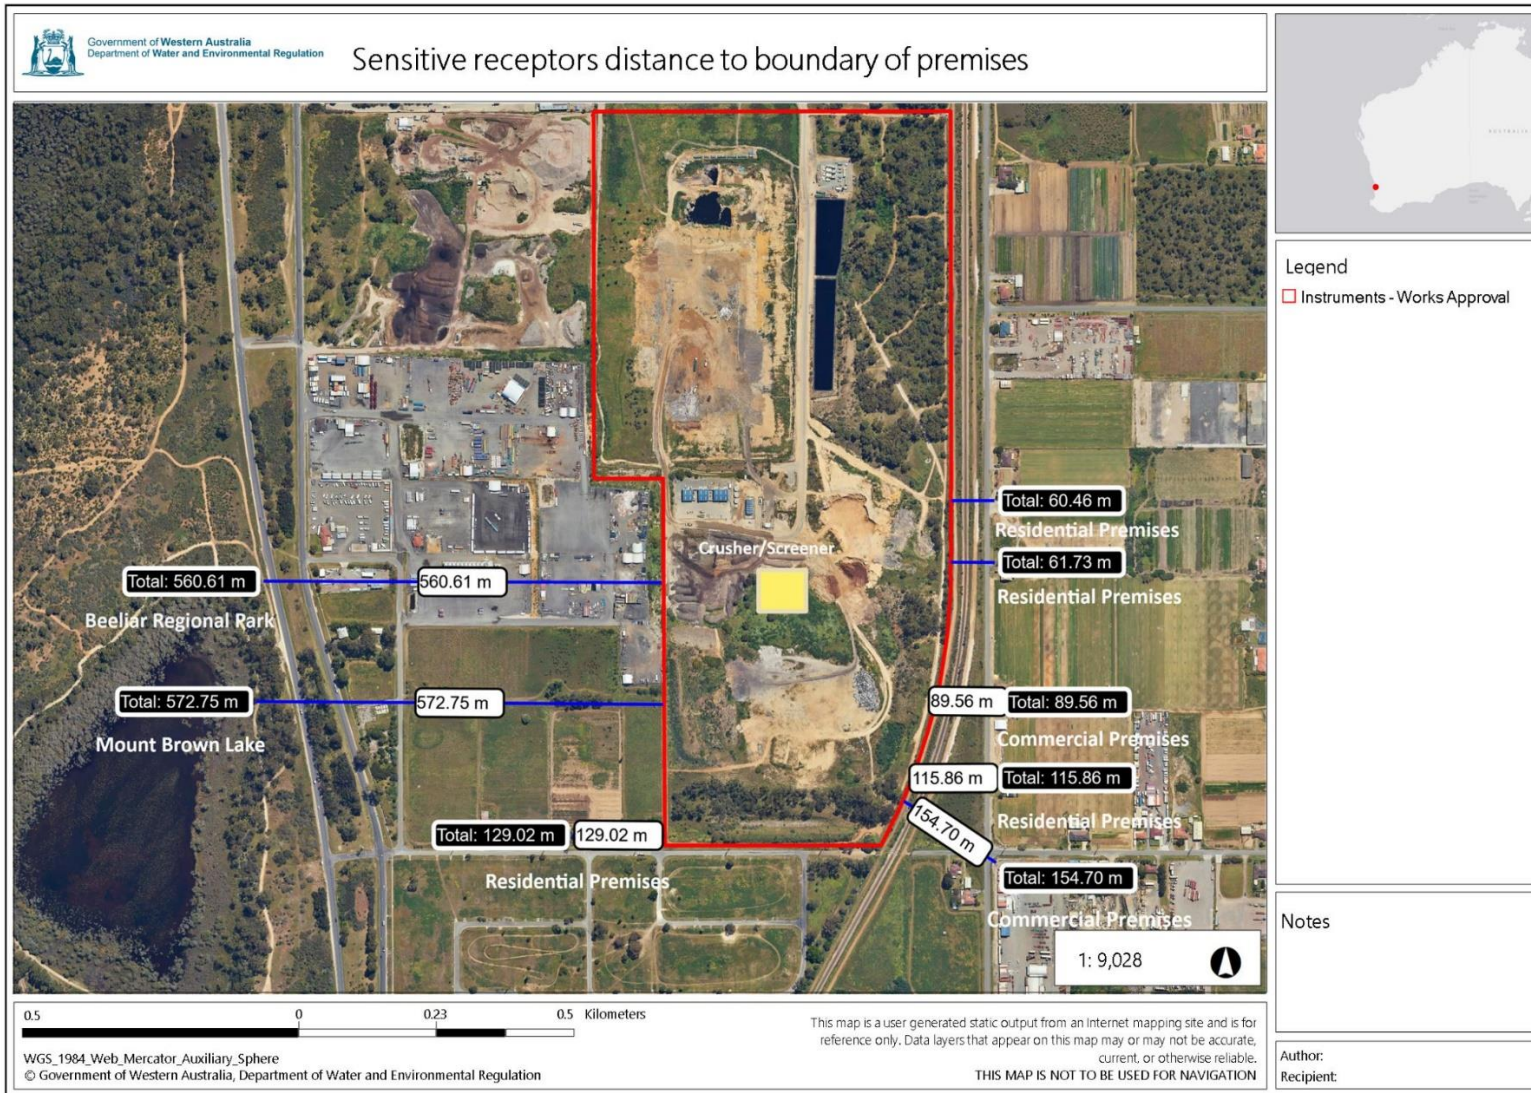 Government of Western Australia
Department of Water and Environmental Regulation
Sensitive receptors distance to boundary of premises
AUSTRALIA
Legend
Instruments - Works Approval
Crusher/Screener
Total: 60.46 m
Residential Premises
Total: 61.73 m
Residential Premises
Total: 560.61 m
560.61 m
Beeliar Regional Park
Total: 572.75 m
572.75 m
Mount Brown Lake
89.56 m
Total: 89.56 m
Commercial Premises
115.86 m
Total: 115.86 m
Residential Premises
154.70 m
Total: 154.70 m
Commercial Premises
Total: 129.02 m
129.02 m
Residential Premises
1: 9,028
Notes
0.5 0 0.23 0.5 Kilometers
WGS_1984_Web_Mercator_Auxiliary_Sphere
© Government of Western Australia, Department of Water and Environmental Regulation
This map is a user generated static output from an Internet mapping site and is for
reference only. Data layers that appear on this map may or may not be accurate,
current, or otherwise reliable.
THIS MAP IS NOT TO BE USED FOR NAVIGATION
Author:
Recipient: